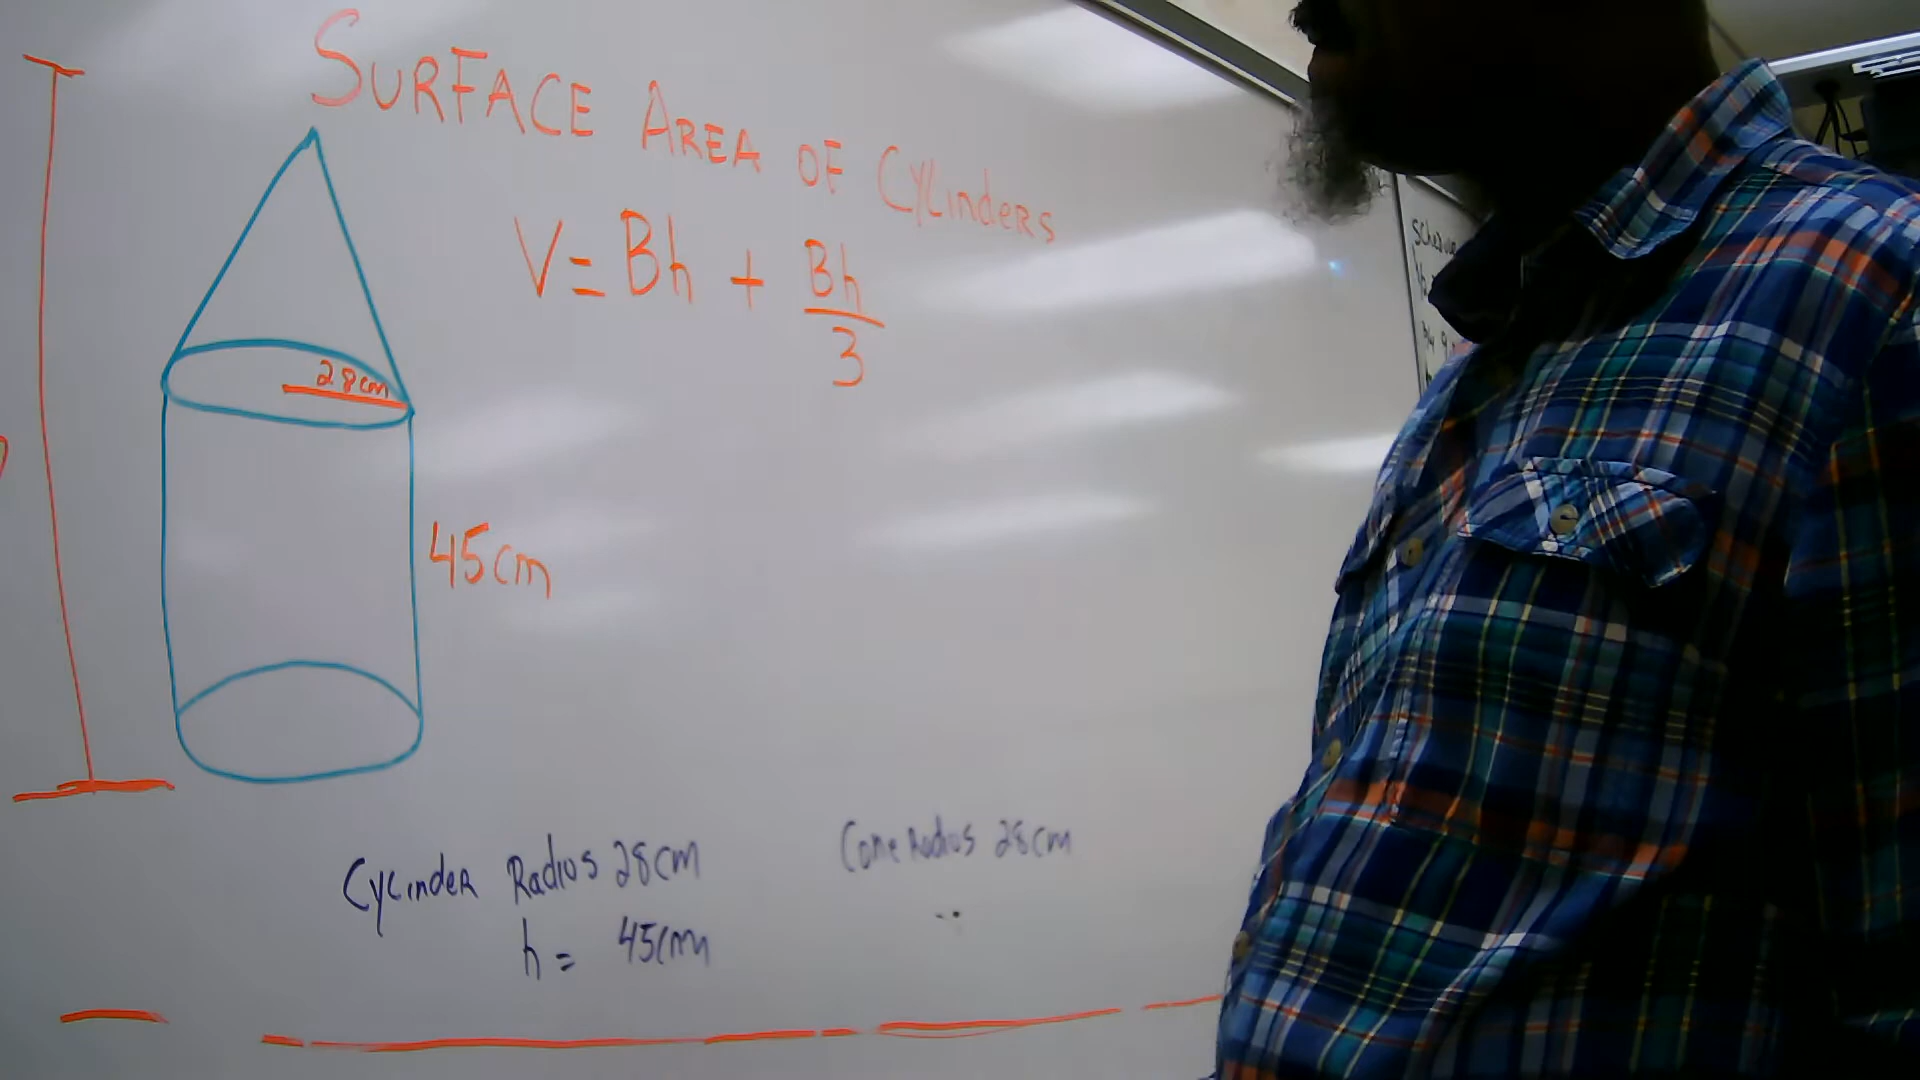 SURFACE AREA OF CYLINDERS
V = Bh + Bh/3
28cm
45cm
Cylinder Radius 28cm
h = 45cm
Cone Radius 28cm